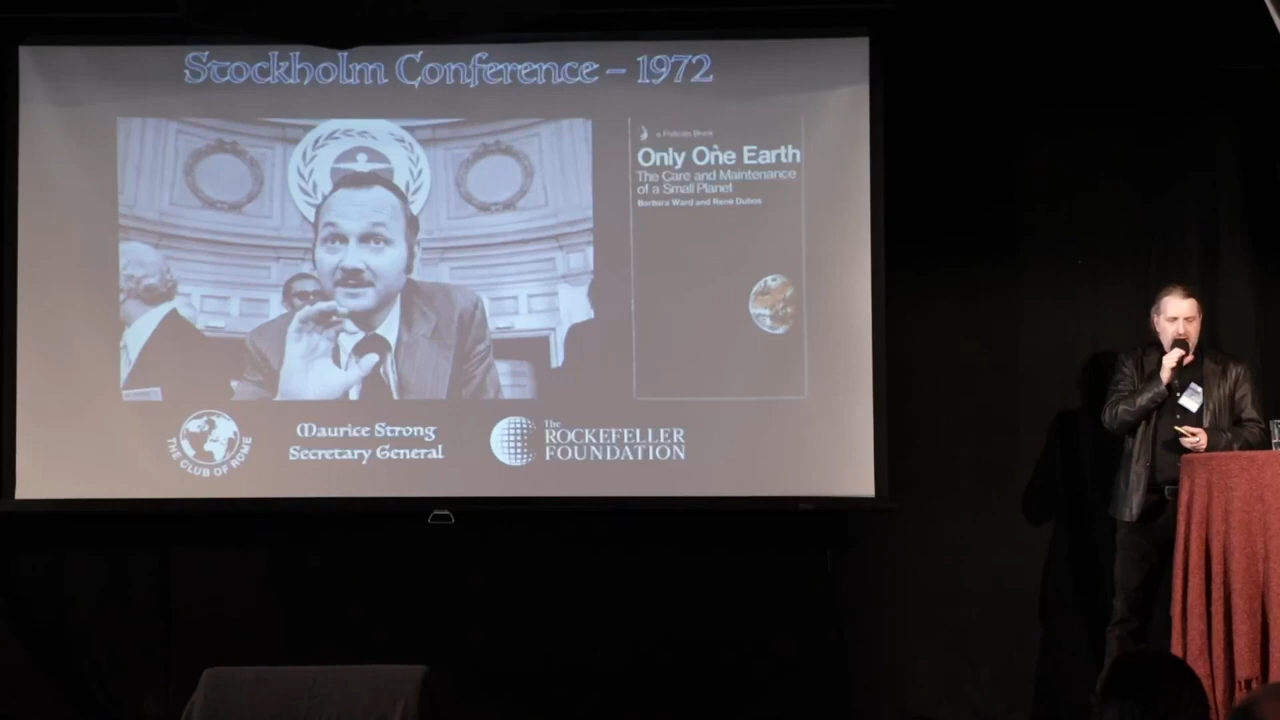 Stockholm Conference – 1972
a Pelican Book
Only One Earth
The Care and Maintenance
of a Small Planet
Barbara Ward and René Dubos
THE CLUB OF ROME
Maurice Strong
Secretary General
The
ROCKEFELLER
FOUNDATION